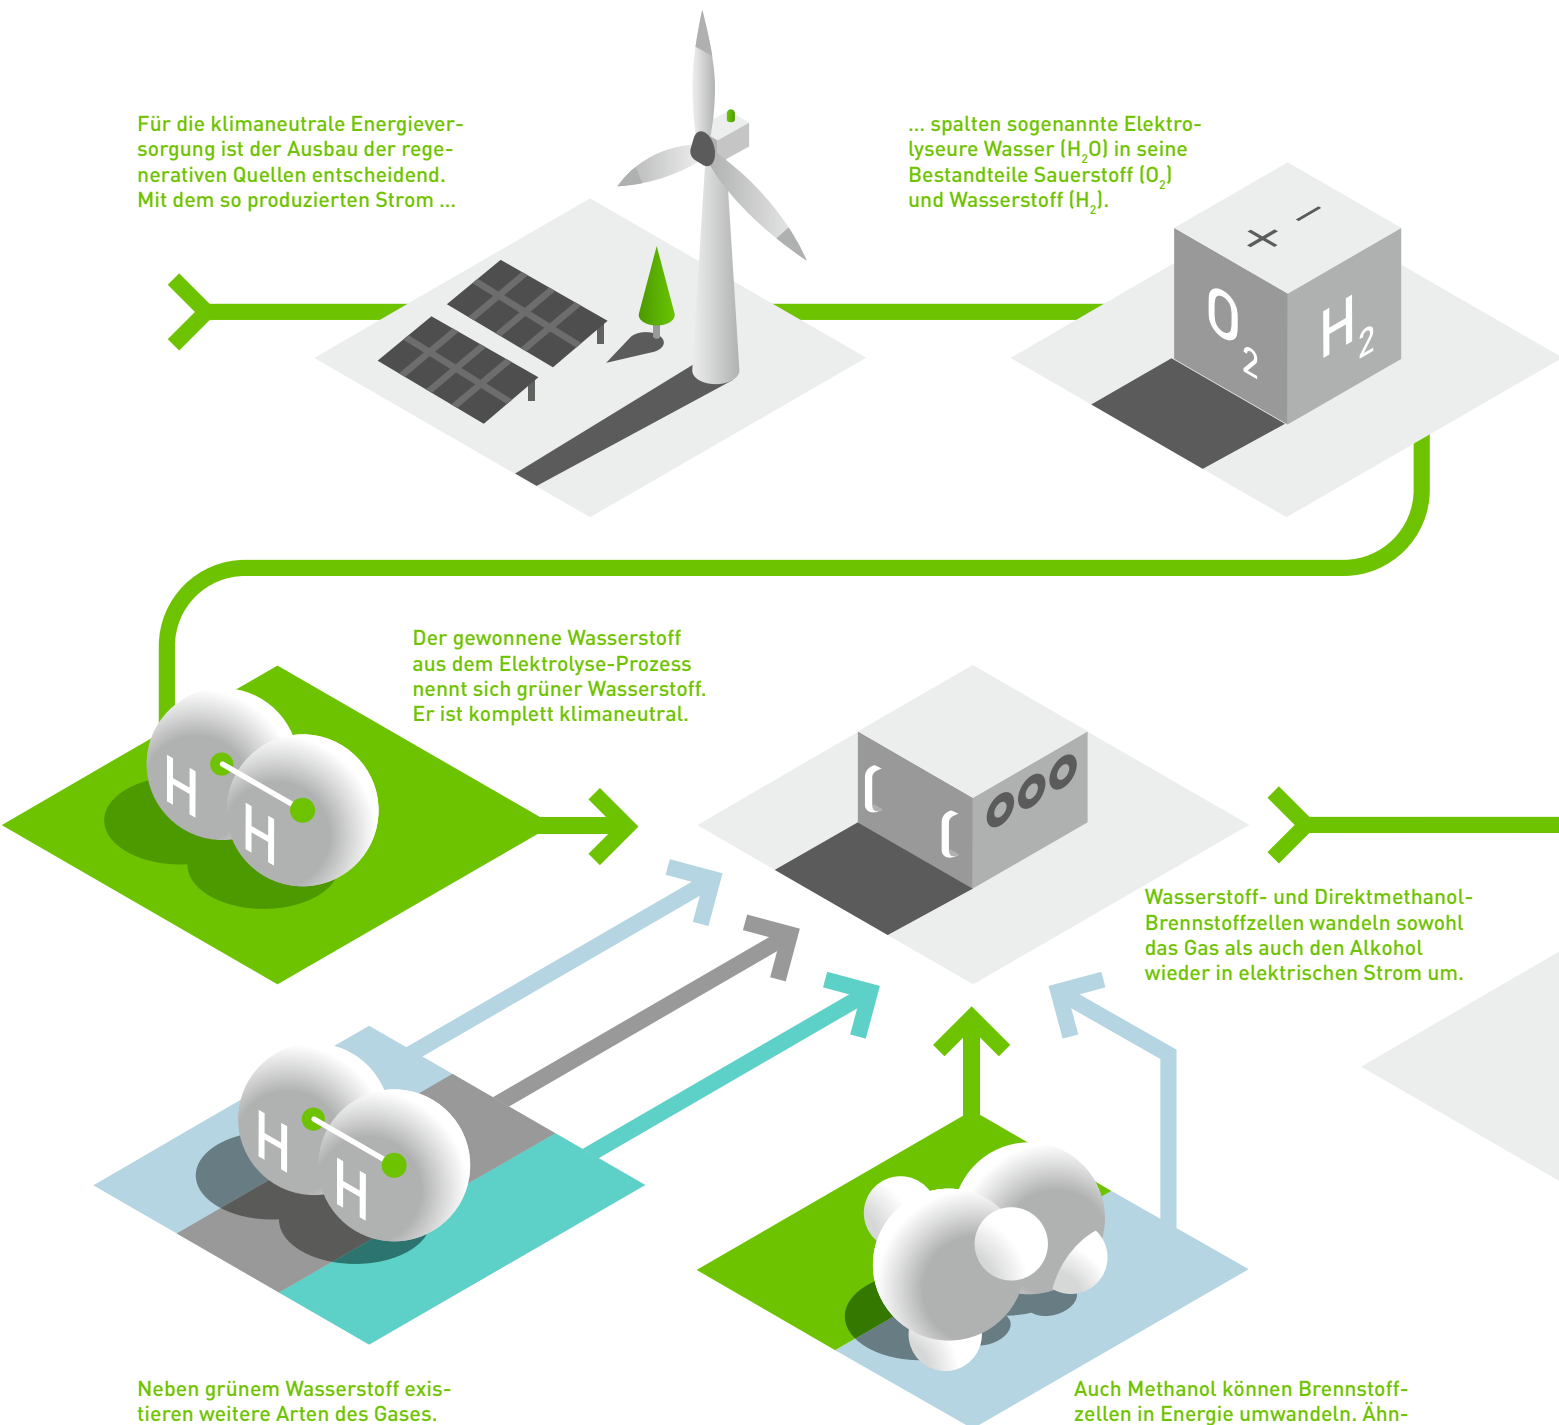 Für die klimaneutrale Energiever-
sorgung ist der Ausbau der rege-
nerativen Quellen entscheidend.
Mit dem so produzierten Strom ...
... spalten sogenannte Elektro-
lyseure Wasser (H₂O) in seine
Bestandteile Sauerstoff (O₂)
und Wasserstoff (H₂).
+ −
O₂
H₂
Der gewonnene Wasserstoff
aus dem Elektrolyse-Prozess
nennt sich grüner Wasserstoff.
Er ist komplett klimaneutral.
H
H
Wasserstoff- und Direktmethanol-
Brennstoffzellen wandeln sowohl
das Gas als auch den Alkohol
wieder in elektrischen Strom um.
H
H
Neben grünem Wasserstoff exis-
tieren weitere Arten des Gases.
Auch Methanol können Brennstoff-
zellen in Energie umwandeln. Ähn-